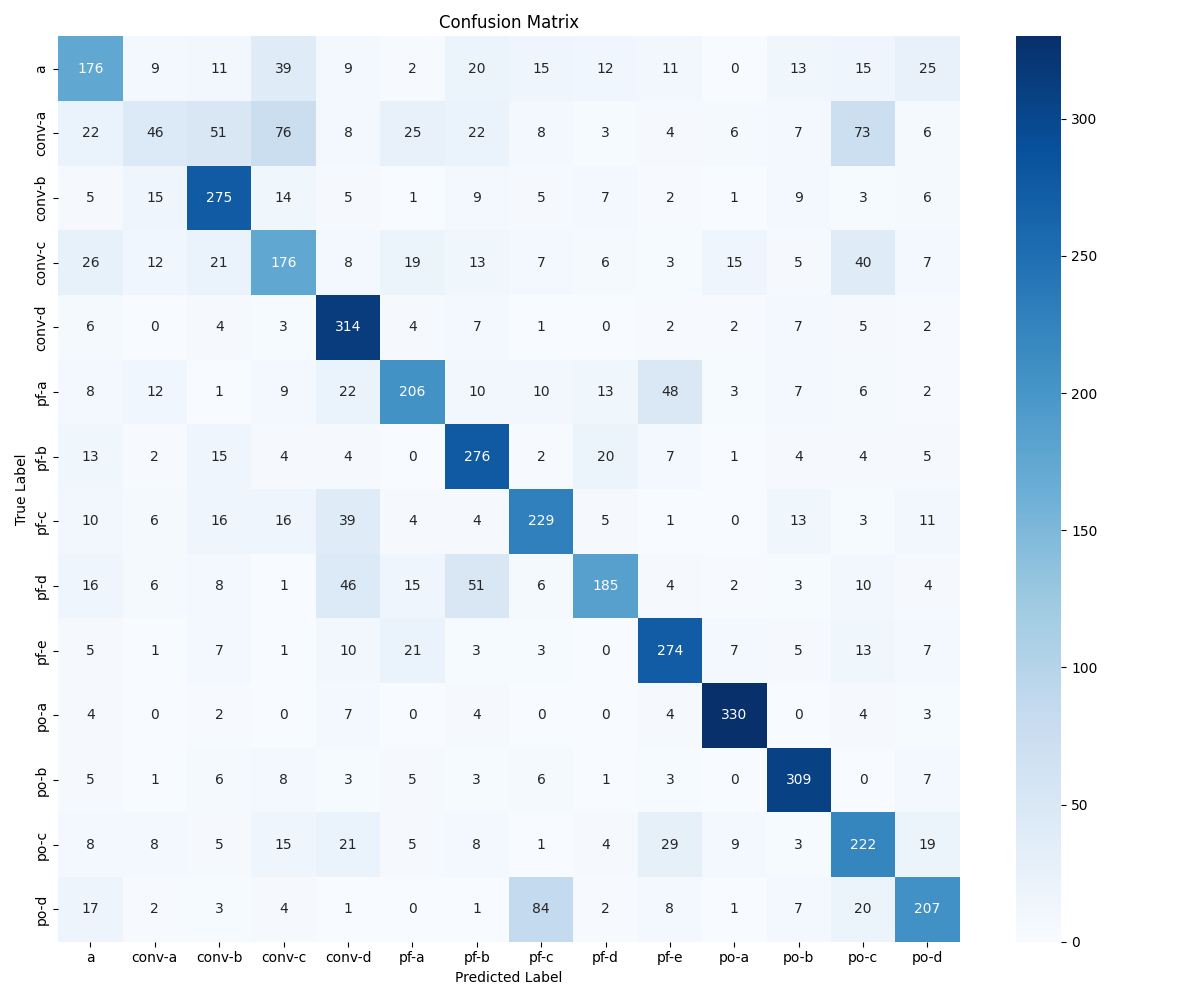 Confusion Matrix
a 176 9 11 39 9 2 20 15 12 11 0 13 15 25
conv-a 22 46 51 76 8 25 22 8 3 4 6 7 73 6
conv-b 5 15 275 14 5 1 9 5 7 2 1 9 3 6
conv-c 26 12 21 176 8 19 13 7 6 3 15 5 40 7
conv-d 6 0 4 3 314 4 7 1 0 2 2 7 5 2
pf-a 8 12 1 9 22 206 10 10 13 48 3 7 6 2
pf-b 13 2 15 4 4 0 276 2 20 7 1 4 4 5
pf-c 10 6 16 16 39 4 4 229 5 1 0 13 3 11
pf-d 16 6 8 1 46 15 51 6 185 4 2 3 10 4
pf-e 5 1 7 1 10 21 3 3 0 274 7 5 13 7
po-a 4 0 2 0 7 0 4 0 0 4 330 0 4 3
po-b 5 1 6 8 3 5 3 6 1 3 0 309 0 7
po-c 8 8 5 15 21 5 8 1 4 29 9 3 222 19
po-d 17 2 3 4 1 0 1 84 2 8 1 7 20 207
a conv-a conv-b conv-c conv-d pf-a pf-b pf-c pf-d pf-e po-a po-b po-c po-d
Predicted Label
True Label
300
250
200
150
100
50
0